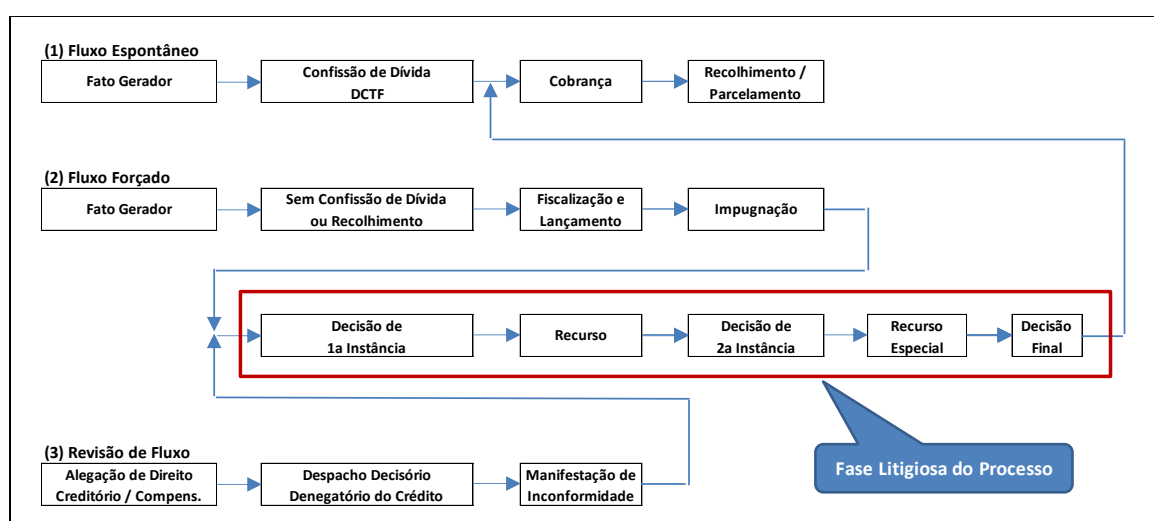 (1) Fluxo Espontâneo
Fato Gerador
Confissão de Dívida
DCTF
Cobrança
Recolhimento /
Parcelamento
(2) Fluxo Forçado
Fato Gerador
Sem Confissão de Dívida
ou Recolhimento
Fiscalização e
Lançamento
Impugnação
Decisão de
1a Instância
Recurso
Decisão de
2a Instância
Recurso
Especial
Decisão
Final
Fase Litigiosa do Processo
(3) Revisão de Fluxo
Alegação de Direito
Creditório / Compens.
Despacho Decisório
Denegatório do Crédito
Manifestação de
Inconformidade